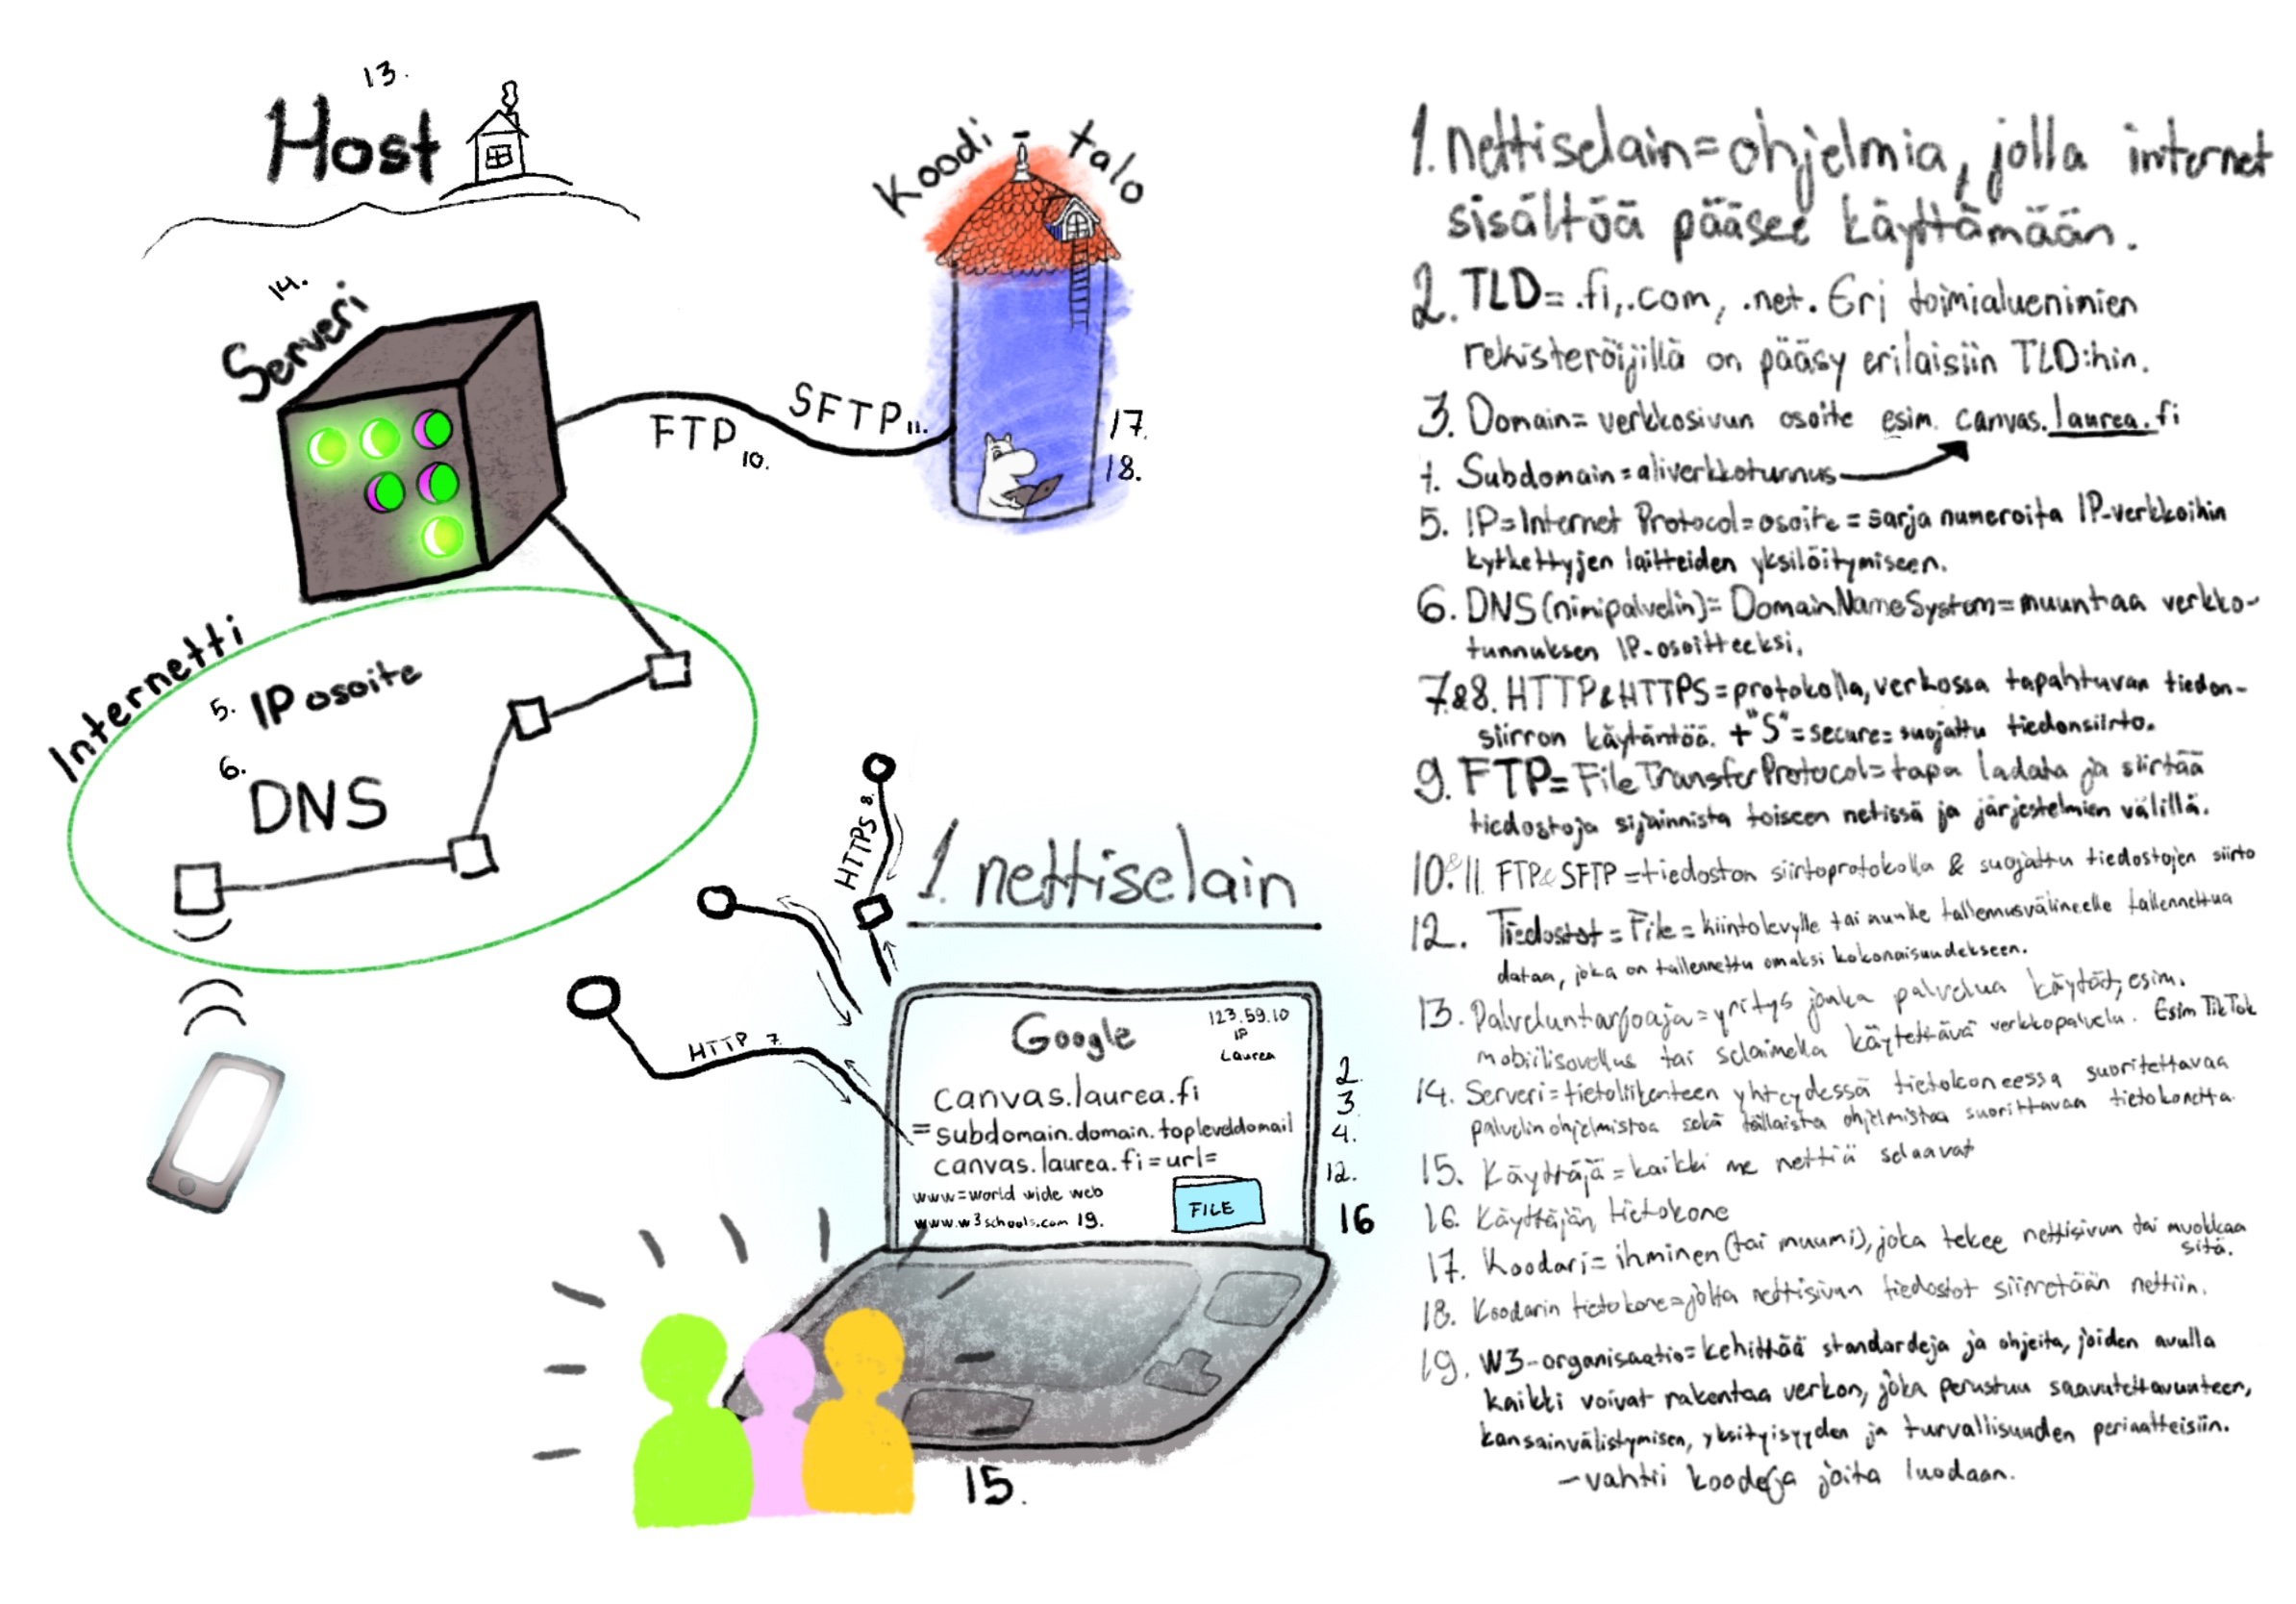 13.
Host
Koodi-talo
14.
Serveri
FTP 10.
SFTP 11.
17.
18.
Internetti
5. IP osoite
6. DNS
HTTPS 8.
HTTP 7.
1. nettiselain
Google
123.59.10
IP
Laurea
canvas.laurea.fi
=subdomain.domain.topleveldomail
canvas.laurea.fi=url=
www=world wide web
www.w3schools.com 19.
FILE
2.
3.
4.
12.
16
15.
1. nettiselain=ohjelmia, jolla internet
sisältöä pääsee käyttämään.
2. TLD=.fi,.com, .net. Eri toimialuenimien
rekisteröijillä on pääsy erilaisiin TLD:hin.
3. Domain= verkkosivun osoite esim. canvas.laurea.fi
4. Subdomain=aliverkkotunnus
5. IP=Internet Protocol=osoite=sarja numeroita IP-verkkoihin
kytkettyjen laitteiden yksilöitymiseen.
6. DNS(nimipalvelin)=DomainNameSystem=muuntaa verkko-
tunnuksen IP-osoitteeksi.
7&8. HTTP&HTTPS=protokolla, verkossa tapahtuvan tiedon-
siirron käytäntöä. +"S"=secure=suojattu tiedonsiirto.
9. FTP=FileTransferProtocol=tapa ladata ja siirtää
tiedostoja sijainnista toiseen netissä ja järjestelmien välillä.
10.&11. FTP&SFTP=tiedoston siirtoprotokolla & suojattu tiedostojen siirto
12. Tiedostot=File=kiintolevylle tai muulle tallemusvälineelle tallennettua
dataa, joka on tallennettu omaksi kokonaisuudekseen.
13. Palveluntarjoaja=yritys jonka palvelua käytät, esim.
mobiilisovellus tai selaimella käytettävä verkkopalvelu. Esim TikTok
14. Serveri=tietoliikenteen yhteydessä tietokoneessa suoritettavaa
palvelinohjelmistoa sekä tällaista ohjelmistoa suorittavaa tietokonetta.
15. Käyttäjä=kaikki me nettiä selaavat
16. Käyttäjän tietokone
17. Koodari=ihminen(tai muumi), joka tekee nettisivun tai muokkaa
sitä.
18. Koodarin tietokone=jolta nettisivun tiedostot siirretään nettiin.
19. W3-organisaatio=kehittää standardeja ja ohjeita, joiden avulla
kaikki voivat rakentaa verkon, joka perustuu saavutettavuuteen,
kansainvälistymisen, yksityisyyden ja turvallisuuden periaatteisiin.
-vahtii koodeja joita luodaan.